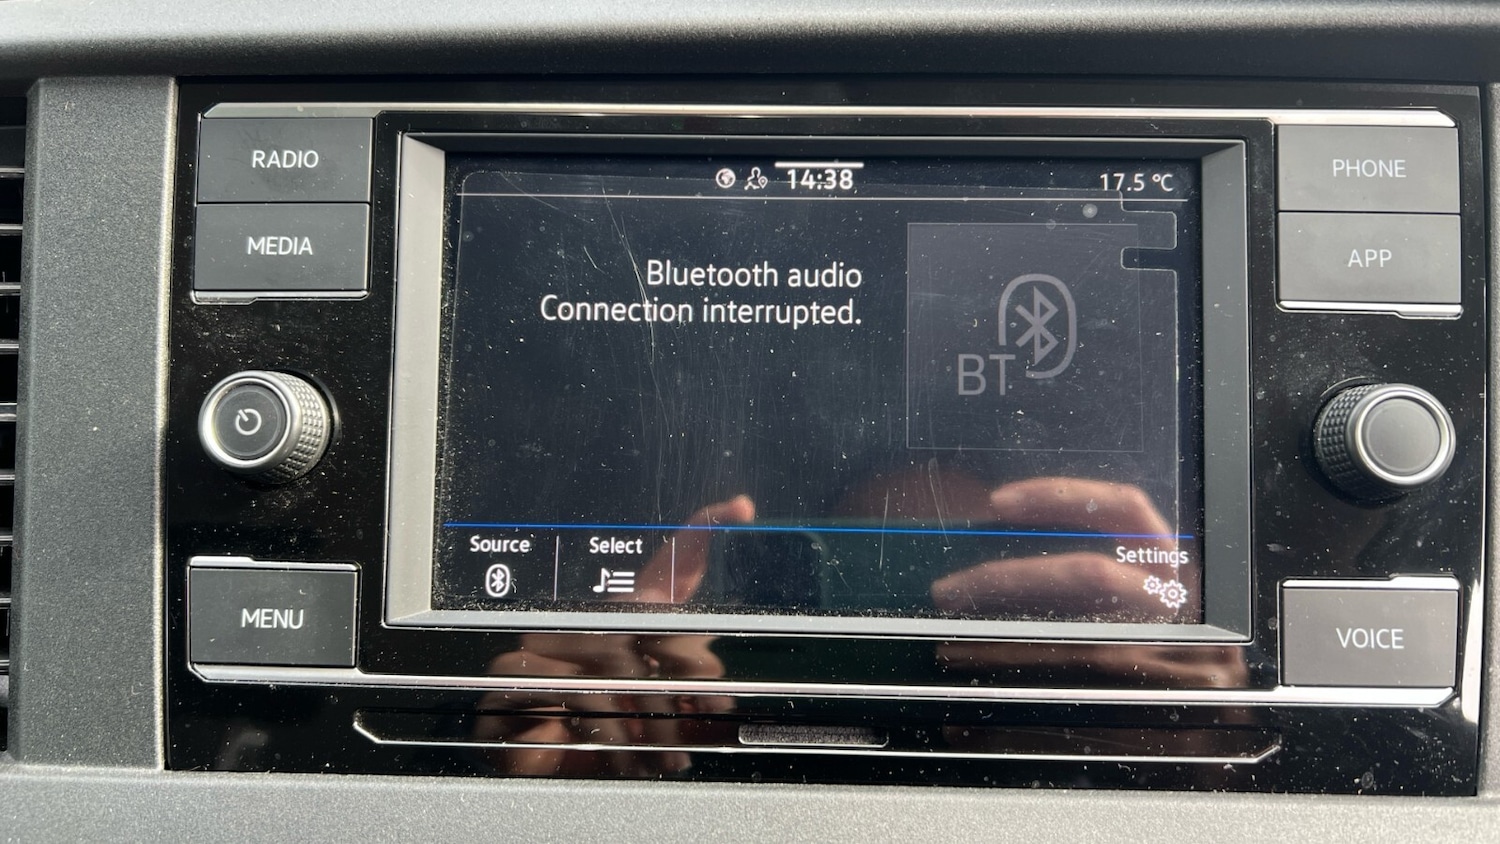 RADIO
MEDIA
MENU
14:38
17.5 °C
Bluetooth audio
Connection interrupted.
BT
Source
Select
Settings
PHONE
APP
VOICE